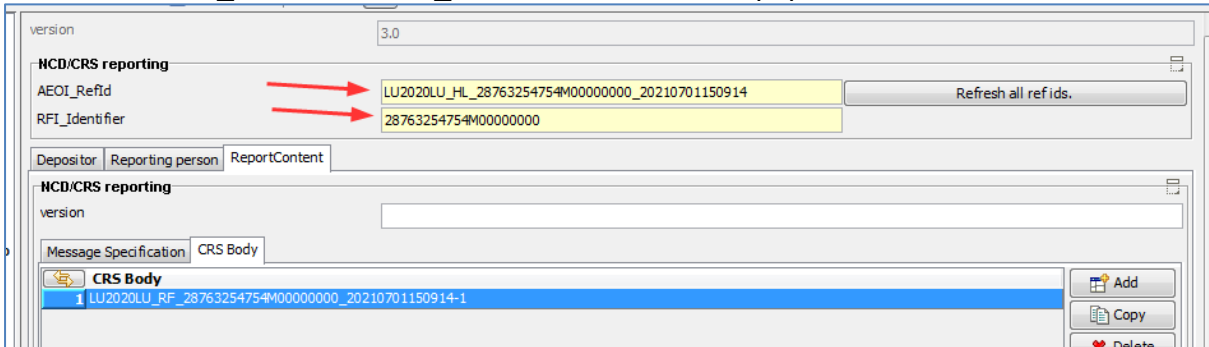 version 3.0
NCD/CRS reporting
AEOI_RefId LU2020LU_HL_28763254754M00000000_20210701150914 Refresh all ref ids.
RFI_Identifier 28763254754M00000000
Depositor Reporting person ReportContent
NCD/CRS reporting
version
Message Specification CRS Body
CRS Body
1 LU2020LU_RF_28763254754M00000000_20210701150914-1
Add
Copy
Delete